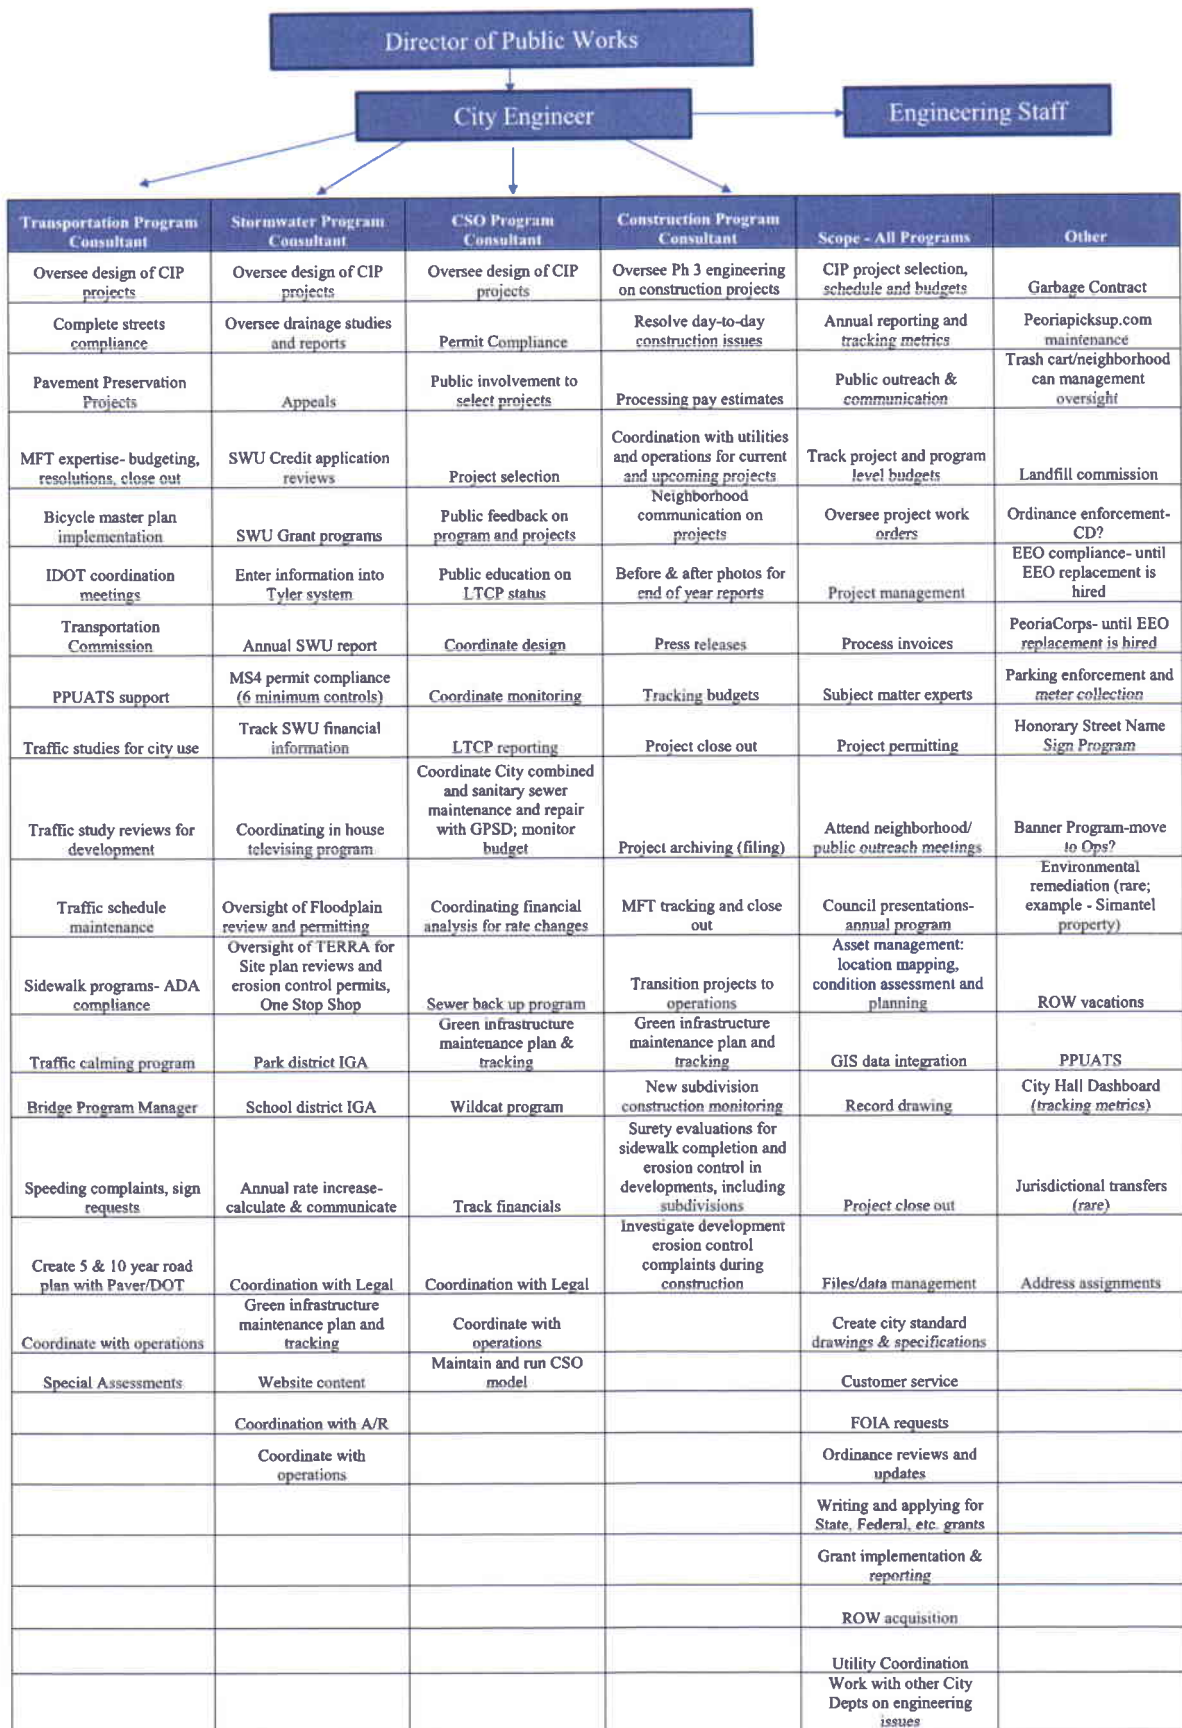 Director of Public Works
City Engineer
Engineering Staff
Transportation Program
Consultant
Stormwater Program
Consultant
CSO Program
Consultant
Construction Program
Consultant
Scope - All Programs
Other
Oversee design of CIP
projects
Oversee design of CIP
projects
Oversee design of CIP
projects
Oversee Ph 3 engineering
on construction projects
CIP project selection,
schedule and budgets
Garbage Contract
Complete streets
compliance
Oversee drainage studies
and reports
Permit Compliance
Resolve day-to-day
construction issues
Annual reporting and
tracking metrics
Peoriapicksup.com
maintenance
Pavement Preservation
Projects
Appeals
Public involvement to
select projects
Processing pay estimates
Public outreach &
communication
Trash cart/neighborhood
can management
oversight
MFT expertise- budgeting,
resolutions, close out
SWU Credit application
reviews
Project selection
Coordination with utilities
and operations for current
and upcoming projects
Track project and program
level budgets
Landfill commission
Bicycle master plan
implementation
SWU Grant programs
Public feedback on
program and projects
Neighborhood
communication on
projects
Oversee project work
orders
Ordinance enforcement-
CD?
IDOT coordination
meetings
Enter information into
Tyler system
Public education on
LTCP status
Before & after photos for
end of year reports
Project management
EEO compliance- until
EEO replacement is
hired
Transportation
Commission
Annual SWU report
Coordinate design
Press releases
Process invoices
PeoriaCorps- until EEO
replacement is hired
PPUATS support
MS4 permit compliance
(6 minimum controls)
Coordinate monitoring
Tracking budgets
Subject matter experts
Parking enforcement and
meter collection
Traffic studies for city use
Track SWU financial
information
LTCP reporting
Project close out
Project permitting
Honorary Street Name
Sign Program
Traffic study reviews for
development
Coordinating in house
televising program
Coordinate City combined
and sanitary sewer
maintenance and repair
with GPSD; monitor
budget
Project archiving (filing)
Attend neighborhood/
public outreach meetings
Banner Program-move
to Ops?
Traffic schedule
maintenance
Oversight of Floodplain
review and permitting
Coordinating financial
analysis for rate changes
MFT tracking and close
out
Council presentations-
annual program
Environmental
remediation (rare;
example - Simantel
property)
Sidewalk programs- ADA
compliance
Oversight of TERRA for
Site plan reviews and
erosion control permits,
One Stop Shop
Sewer back up program
Transition projects to
operations
Asset management:
location mapping,
condition assessment and
planning
ROW vacations
Traffic calming program
Park district IGA
Green infrastructure
maintenance plan &
tracking
Green infrastructure
maintenance plan and
tracking
GIS data integration
PPUATS
Bridge Program Manager
School district IGA
Wildcat program
New subdivision
construction monitoring
Record drawing
City Hall Dashboard
(tracking metrics)
Speeding complaints, sign
requests
Annual rate increase-
calculate & communicate
Track financials
Surety evaluations for
sidewalk completion and
erosion control in
developments, including
subdivisions
Project close out
Jurisdictional transfers
(rare)
Create 5 & 10 year road
plan with Paver/DOT
Coordination with Legal
Coordination with Legal
Investigate development
erosion control
complaints during
construction
Files/data management
Address assignments
Coordinate with operations
Green infrastructure
maintenance plan and
tracking
Coordinate with
operations
Create city standard
drawings & specifications
Special Assessments
Website content
Maintain and run CSO
model
Customer service
Coordination with A/R
FOIA requests
Coordinate with
operations
Ordinance reviews and
updates
Writing and applying for
State, Federal, etc. grants
Grant implementation &
reporting
ROW acquisition
Utility Coordination
Work with other City
Depts on engineering
issues